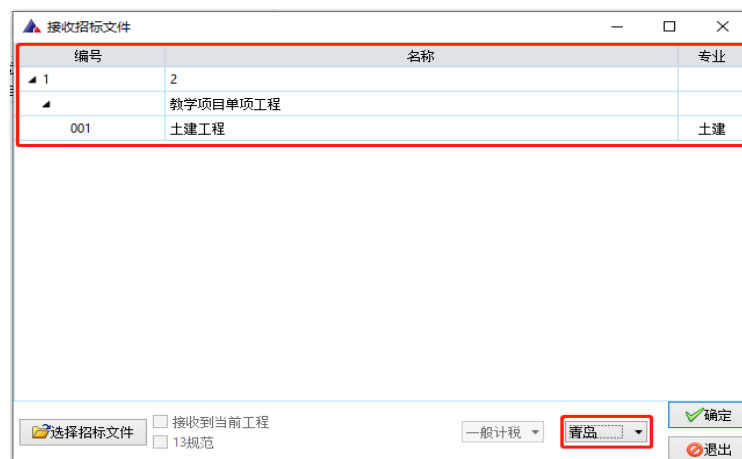 接收招标文件
编号 名称 专业
1 2
教学项目单项工程
001 土建工程 土建
选择招标文件
接收到当前工程
13规范
一般计税
青岛
确定
退出